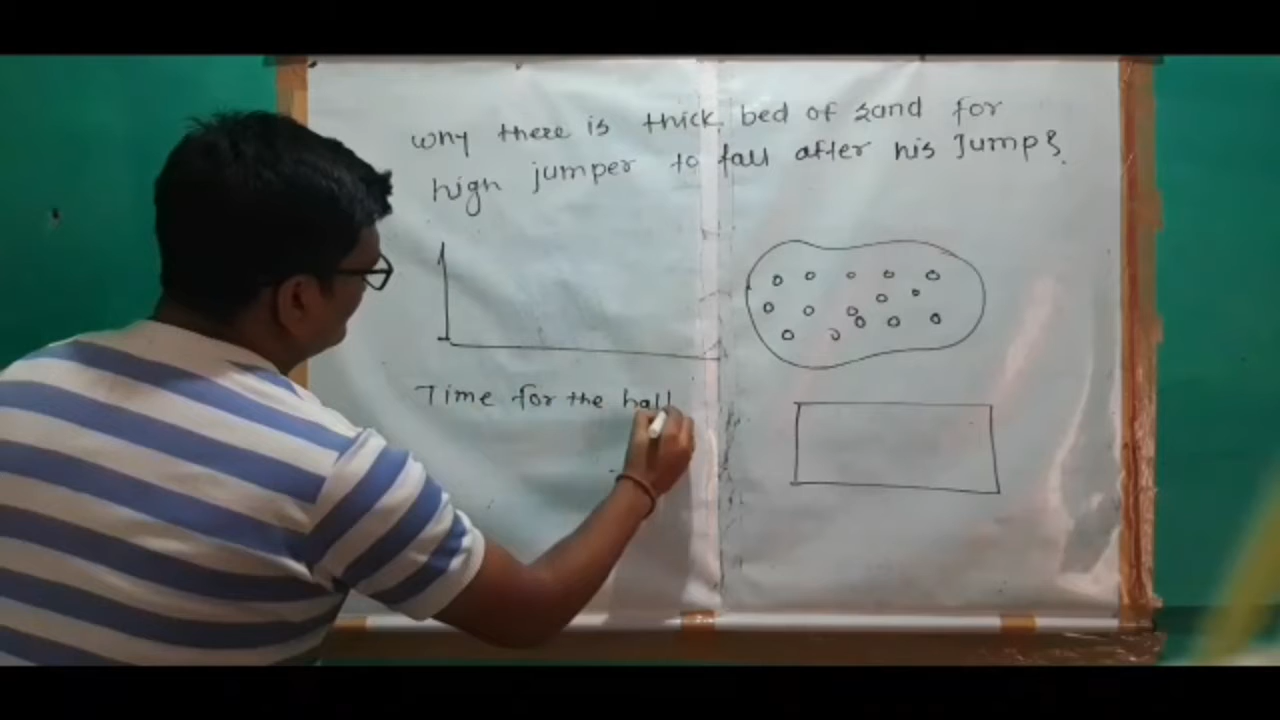 why there is thick bed of sand for
high jumper to fall after his Jump?
Time for the ball